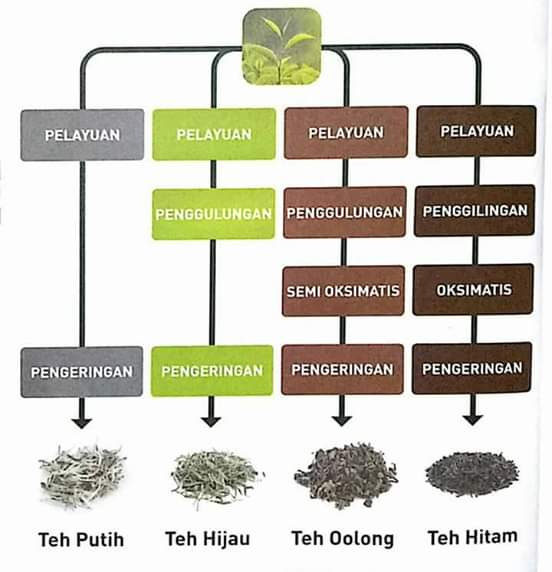 PELAYUAN
PELAYUAN
PELAYUAN
PELAYUAN
PENGGULUNGAN
PENGGULUNGAN
PENGGILINGAN
SEMI OKSIMATIS
OKSIMATIS
PENGERINGAN
PENGERINGAN
PENGERINGAN
PENGERINGAN
Teh Putih
Teh Hijau
Teh Oolong
Teh Hitam